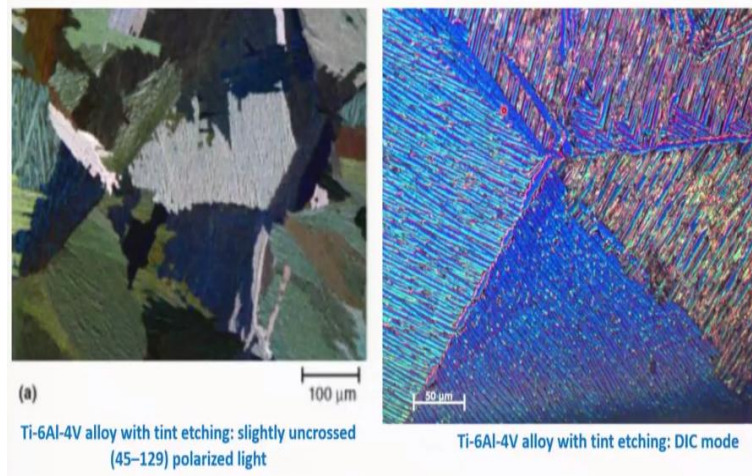 (a)
100 µm
Ti-6Al-4V alloy with tint etching: slightly uncrossed
(45–129) polarized light
50 µm
Ti-6Al-4V alloy with tint etching: DIC mode